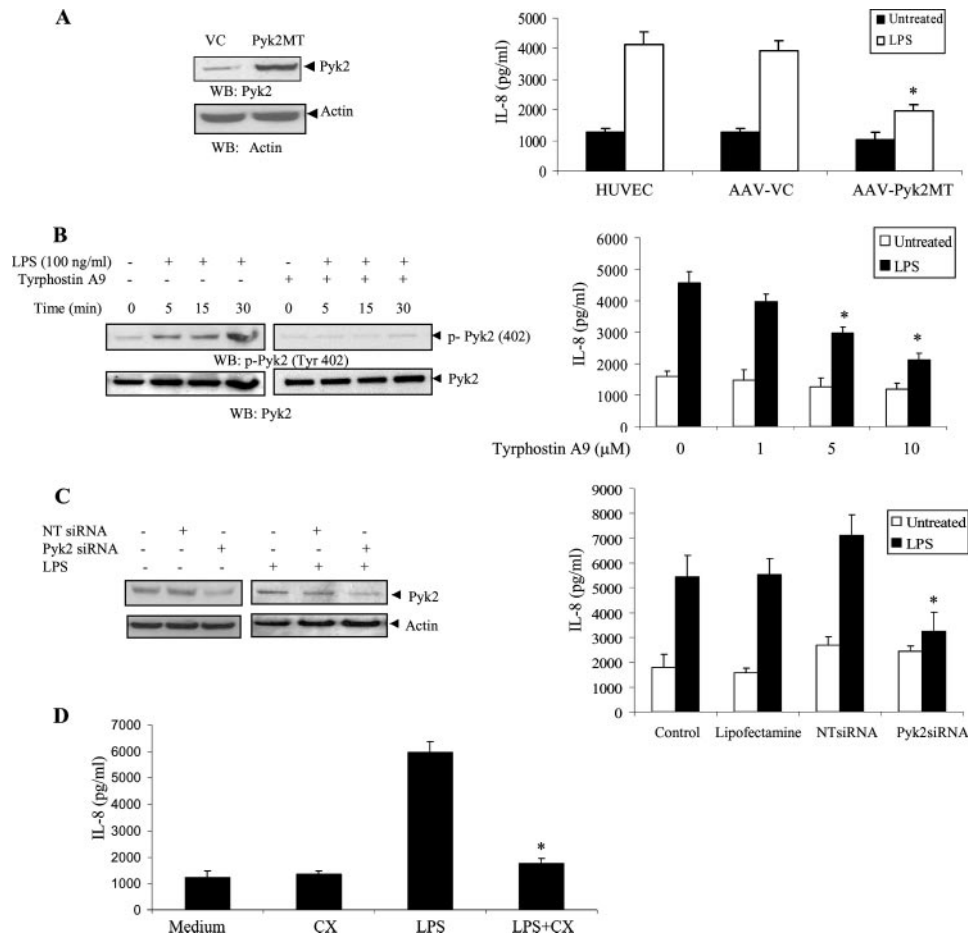 A
VC Pyk2MT
Pyk2
WB: Pyk2
Actin
WB: Actin
IL-8 (pg/ml)
5000
4000
3000
2000
1000
0
Untreated
LPS
*
HUVEC AAV-VC AAV-Pyk2MT
B
LPS (100 ng/ml) - + + + - + + +
Tyrphostin A9 - - - - + + + +
Time (min) 0 5 15 30 0 5 15 30
p- Pyk2 (402)
WB: p-Pyk2 (Tyr 402)
Pyk2
WB: Pyk2
IL-8 (pg/ml)
6000
5000
4000
3000
2000
1000
0
Untreated
LPS
* *
Tyrphostin A9 (μM) 0 1 5 10
C
NT siRNA - + - - + -
Pyk2 siRNA - - + - - +
LPS - - - + + +
Pyk2
Actin
IL-8 (pg/ml)
9000
8000
7000
6000
5000
4000
3000
2000
1000
0
Untreated
LPS
*
Control Lipofectamine NTsiRNA Pyk2siRNA
D
IL-8 (pg/ml)
7000
6000
5000
4000
3000
2000
1000
0
*
Medium CX LPS LPS+CX